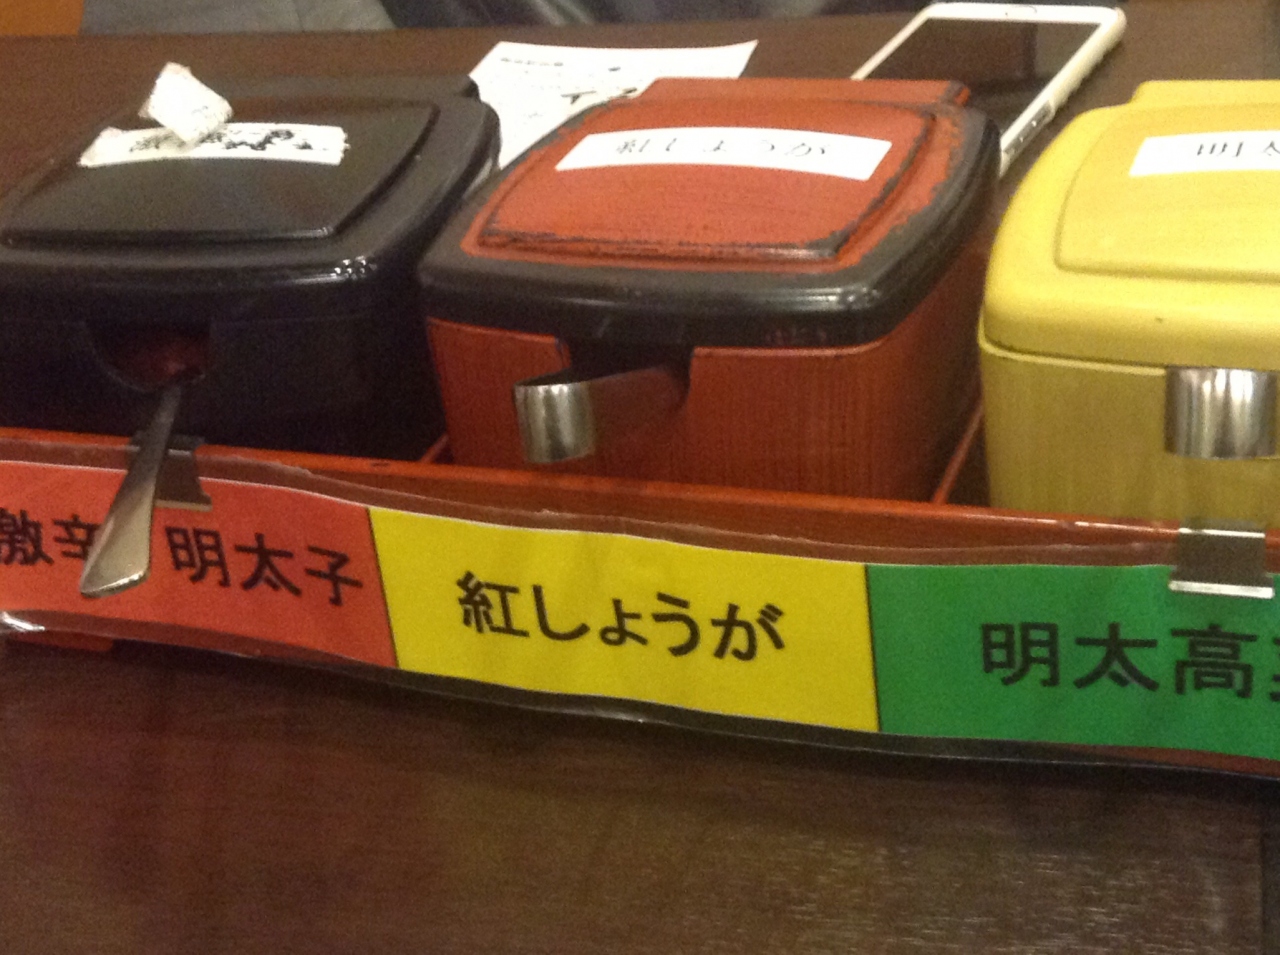 紅しょうが
明太
激辛 明太子
紅しょうが
明太高